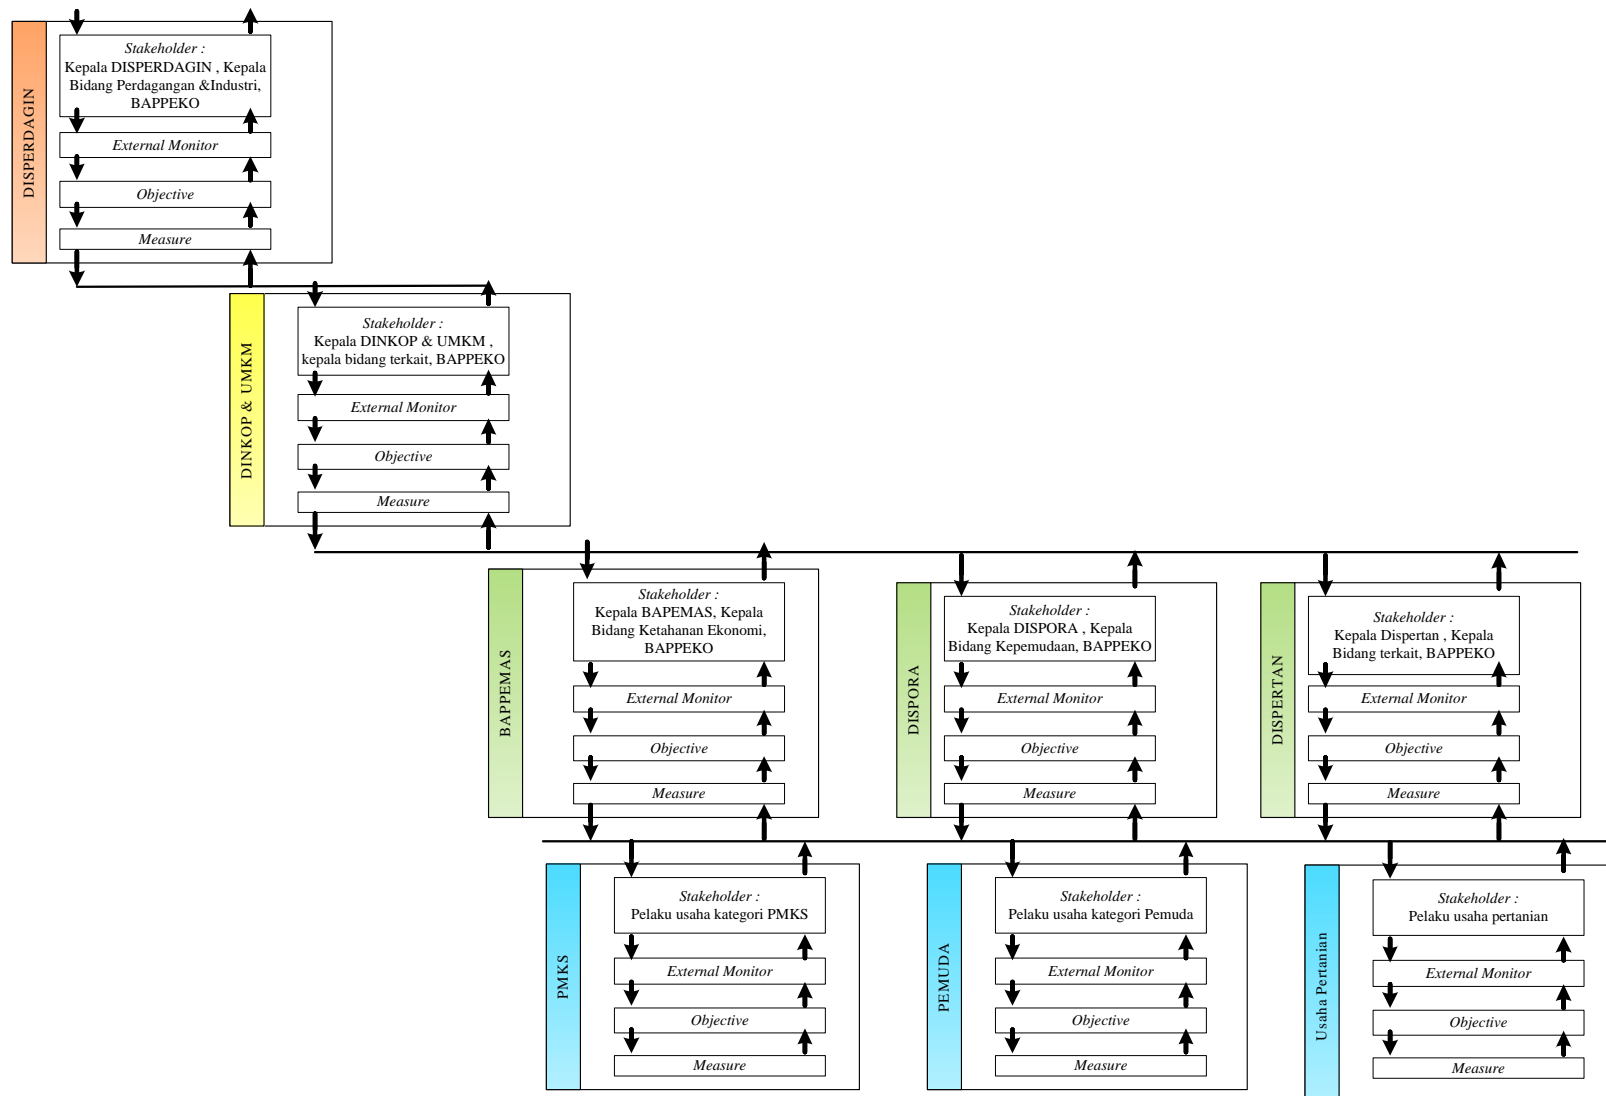 DISPERDAGIN
Stakeholder :
Kepala DISPERDAGIN , Kepala
Bidang Perdagangan &Industri,
BAPPEKO
External Monitor
Objective
Measure
DINKOP & UMKM
Stakeholder :
Kepala DINKOP & UMKM ,
kepala bidang terkait, BAPPEKO
External Monitor
Objective
Measure
BAPPEMAS
Stakeholder :
Kepala BAPEMAS, Kepala
Bidang Ketahanan Ekonomi,
BAPPEKO
External Monitor
Objective
Measure
DISPORA
Stakeholder :
Kepala DISPORA , Kepala
Bidang Kepemudaan, BAPPEKO
External Monitor
Objective
Measure
DISPERTAN
Stakeholder :
Kepala Dispertan , Kepala
Bidang terkait, BAPPEKO
External Monitor
Objective
Measure
PMKS
Stakeholder :
Pelaku usaha kategori PMKS
External Monitor
Objective
Measure
PEMUDA
Stakeholder :
Pelaku usaha kategori Pemuda
External Monitor
Objective
Measure
Usaha Pertanian
Stakeholder :
Pelaku usaha pertanian
External Monitor
Objective
Measure